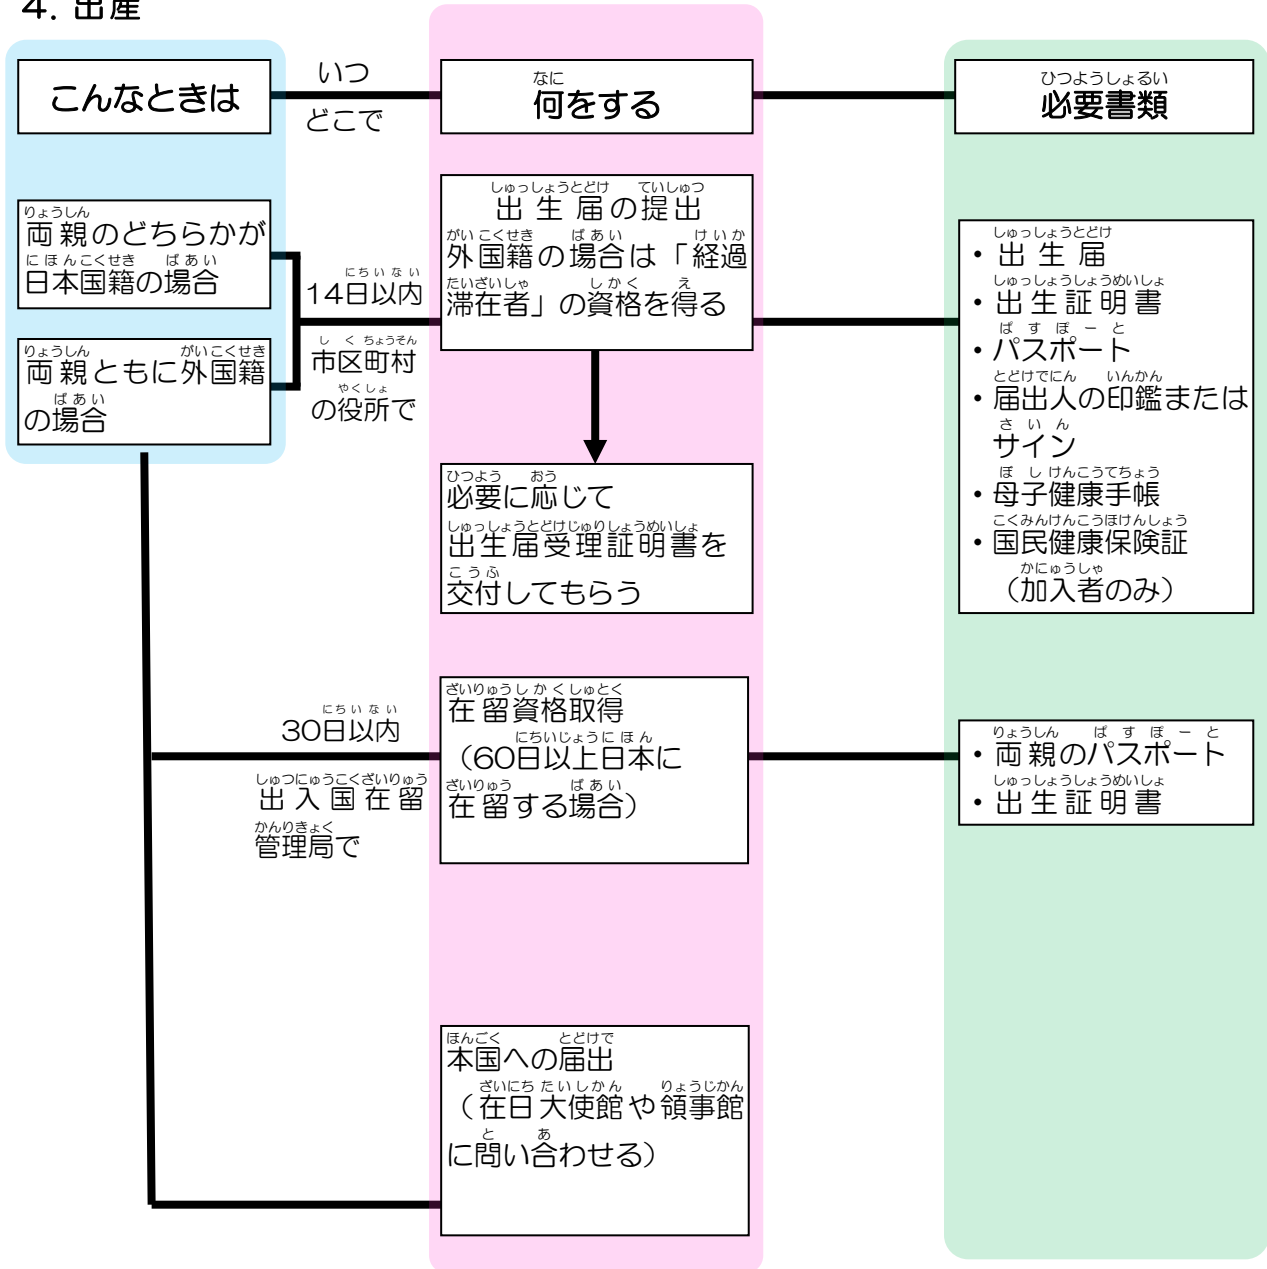 4. 出産
こんなときは
いつ
どこで
なに
何をする
ひつようしょるい
必要書類
りょうしん
両親のどちらかが
にほんこくせき ばあい
日本国籍の場合
りょうしん がいこくせき
両親ともに外国籍
ばあい
の場合
にちいない
14日以内
し く ちょうそん
市区町村
やくしょ
の役所で
しゅっしょうとどけ ていしゅつ
出生届の提出
がいこくせき ばあい けいか
外国籍の場合は「経過
たいざいしゃ しかく え
滞在者」の資格を得る
しゅっしょうとどけ
・出生届
しゅっしょうしょうめいしょ
・出生証明書
ぱすぽーと
・パスポート
とどけでにん いんかん
・届出人の印鑑または
さいん
サイン
ぼしけんこうてちょう
・母子健康手帳
こくみんけんこうほけんしょう
・国民健康保険証
かにゅうしゃ
（加入者のみ）
ひつよう おう
必要に応じて
しゅっしょうとどけじゅりしょうめいしょ
出生届受理証明書を
こうふ
交付してもらう
にちいない
30日以内
しゅつにゅうこくざいりゅう
出入国在留
かんりきょく
管理局で
ざいりゅうしかくしゅとく
在留資格取得
にちいじょうにほん
（60日以上日本に
ざいりゅう ばあい
在留する場合）
りょうしん ぱすぽーと
・両親のパスポート
しゅっしょうしょうめいしょ
・出生証明書
ほんごく とどけで
本国への届出
ざいにち たいしかん りょうじかん
（在日大使館や領事館
と あ
に問い合わせる）